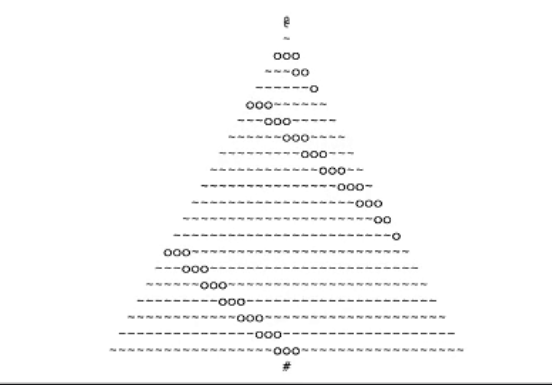 @
                   ~
                  ooo
                 ~~~oo
                ~~~~~~o
               ooo~~~~~~
              ~~~ooo~~~~~
             ~~~~~~ooo~~~~
            ~~~~~~~~~ooo~~~
           ~~~~~~~~~~~~ooo~~
          ~~~~~~~~~~~~~~~ooo~
         ~~~~~~~~~~~~~~~~~~ooo
        ~~~~~~~~~~~~~~~~~~~~~oo
       ~~~~~~~~~~~~~~~~~~~~~~~~o
      ooo~~~~~~~~~~~~~~~~~~~~~~~~
     ~~~ooo~~~~~~~~~~~~~~~~~~~~~~~
    ~~~~~~ooo~~~~~~~~~~~~~~~~~~~~~~
   ~~~~~~~~~ooo~~~~~~~~~~~~~~~~~~~~~
  ~~~~~~~~~~~~ooo~~~~~~~~~~~~~~~~~~~~
 ~~~~~~~~~~~~~~~ooo~~~~~~~~~~~~~~~~~~~
~~~~~~~~~~~~~~~~~~ooo~~~~~~~~~~~~~~~~~~
                   #